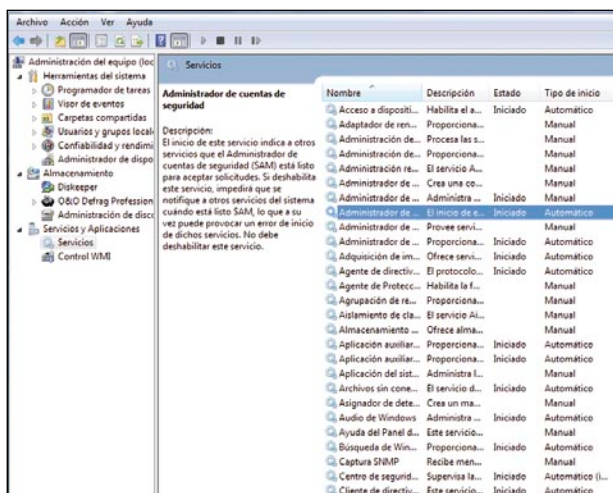 Archivo Acción Ver Ayuda
Administración del equipo (loc
Herramientas del sistema
Programador de tareas
Visor de eventos
Carpetas compartidas
Usuarios y grupos local
Confiabilidad y rendimi
Administrador de dispo
Almacenamiento
Diskeeper
O&O Defrag Profession
Administración de disc
Servicios y Aplicaciones
Servicios
Control WMI
Servicios
Administrador de cuentas de
seguridad
Descripción:
El inicio de este servicio indica a otros
servicios que el Administrador de
cuentas de seguridad (SAM) está listo
para aceptar solicitudes. Si deshabilita
este servicio, impedirá que se
notifique a otros servicios del sistema
cuándo está listo SAM, lo que a su
vez puede provocar un error de inicio
de dichos servicios. No debe
deshabilitar este servicio.
Nombre Descripción Estado Tipo de inicio
Acceso a dispositi... Habilita el a... Iniciado Automático
Adaptador de ren... Proporciona... Manual
Administración de... Procesa las s... Manual
Administración de... Proporciona... Manual
Administración re... El servicio A... Manual
Administrador de ... Crea una co... Manual
Administrador de ... Administra ... Iniciado Manual
Administrador de ... El inicio de e... Iniciado Automático
Administrador de ... Provee servi... Manual
Administrador de ... Proporciona... Iniciado Automático
Adquisición de im... Ofrece servi... Iniciado Automático
Agente de directiv... El protocolo... Iniciado Automático
Agente de Protecc... Habilita la f... Manual
Agrupación de re... Proporciona... Manual
Aislamiento de cla... El servicio Ai... Manual
Almacenamiento ... Ofrece alma... Manual
Aplicación auxiliar... Proporciona... Iniciado Automático
Aplicación auxiliar... Proporciona... Iniciado Automático
Aplicación del sist... Administra l... Manual
Archivos sin cone... El servicio d... Iniciado Automático
Asignador de dete... Crea un ma... Manual
Audio de Windows Administra ... Iniciado Automático
Ayuda del Panel d... Este servicio... Manual
Búsqueda de Win... Proporciona... Iniciado Automático
Captura SNMP Recibe men... Manual
Centro de segurid... Supervisa la... Iniciado Automático (i...
Cliente de directiv... Este servicio... Iniciado Automático